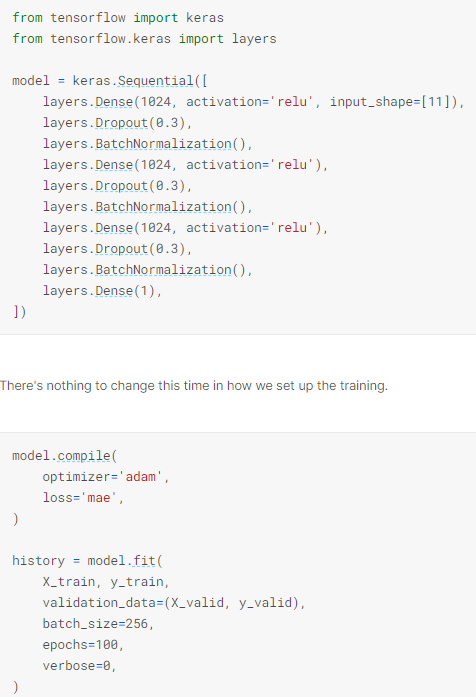 from tensorflow import keras
from tensorflow.keras import layers
model = keras.Sequential([
    layers.Dense(1024, activation='relu', input_shape=[11]),
    layers.Dropout(0.3),
    layers.BatchNormalization(),
    layers.Dense(1024, activation='relu'),
    layers.Dropout(0.3),
    layers.BatchNormalization(),
    layers.Dense(1024, activation='relu'),
    layers.Dropout(0.3),
    layers.BatchNormalization(),
    layers.Dense(1),
])
There's nothing to change this time in how we set up the training.
model.compile(
    optimizer='adam',
    loss='mae',
)
history = model.fit(
    X_train, y_train,
    validation_data=(X_valid, y_valid),
    batch_size=256,
    epochs=100,
    verbose=0,
)